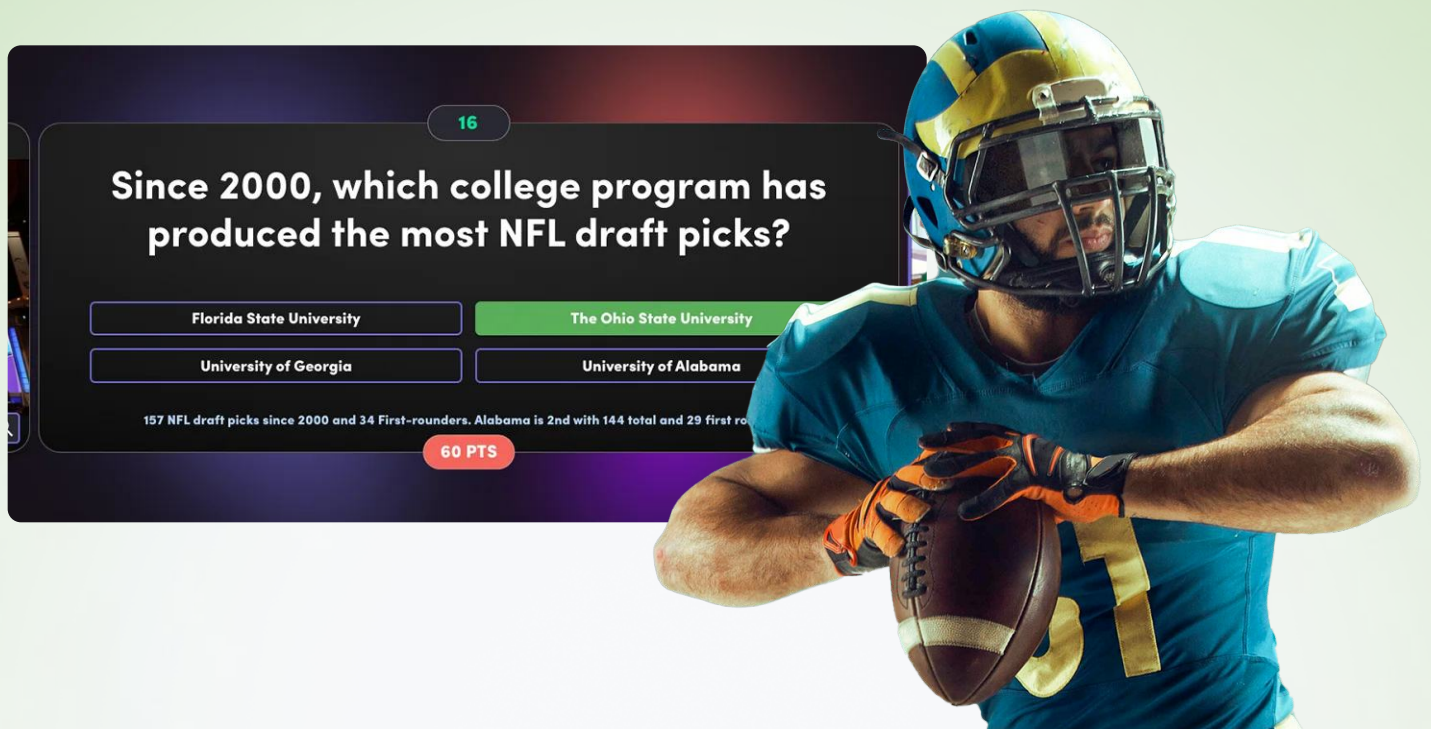 16
Since 2000, which college program has
produced the most NFL draft picks?
Florida State University
The Ohio State University
University of Georgia
University of Alabama
157 NFL draft picks since 2000 and 34 First-rounders. Alabama is 2nd with 144 total and 29 first
60 PTS